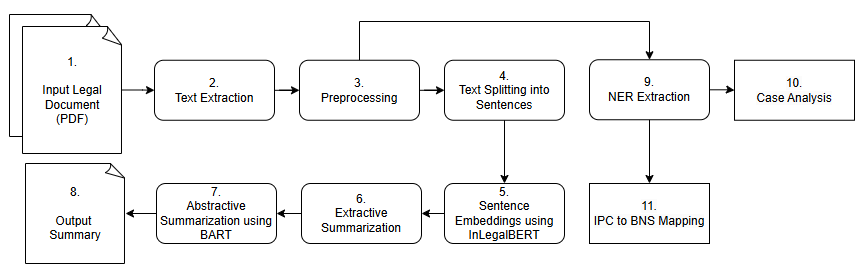 1.
Input Legal
Document
(PDF)
2.
Text Extraction
3.
Preprocessing
4.
Text Splitting into
Sentences
9.
NER Extraction
10.
Case Analysis
8.
Output
Summary
7.
Abstractive
Summarization using
BART
6.
Extractive
Summarization
5.
Sentence
Embeddings using
InLegalBERT
11.
IPC to BNS Mapping